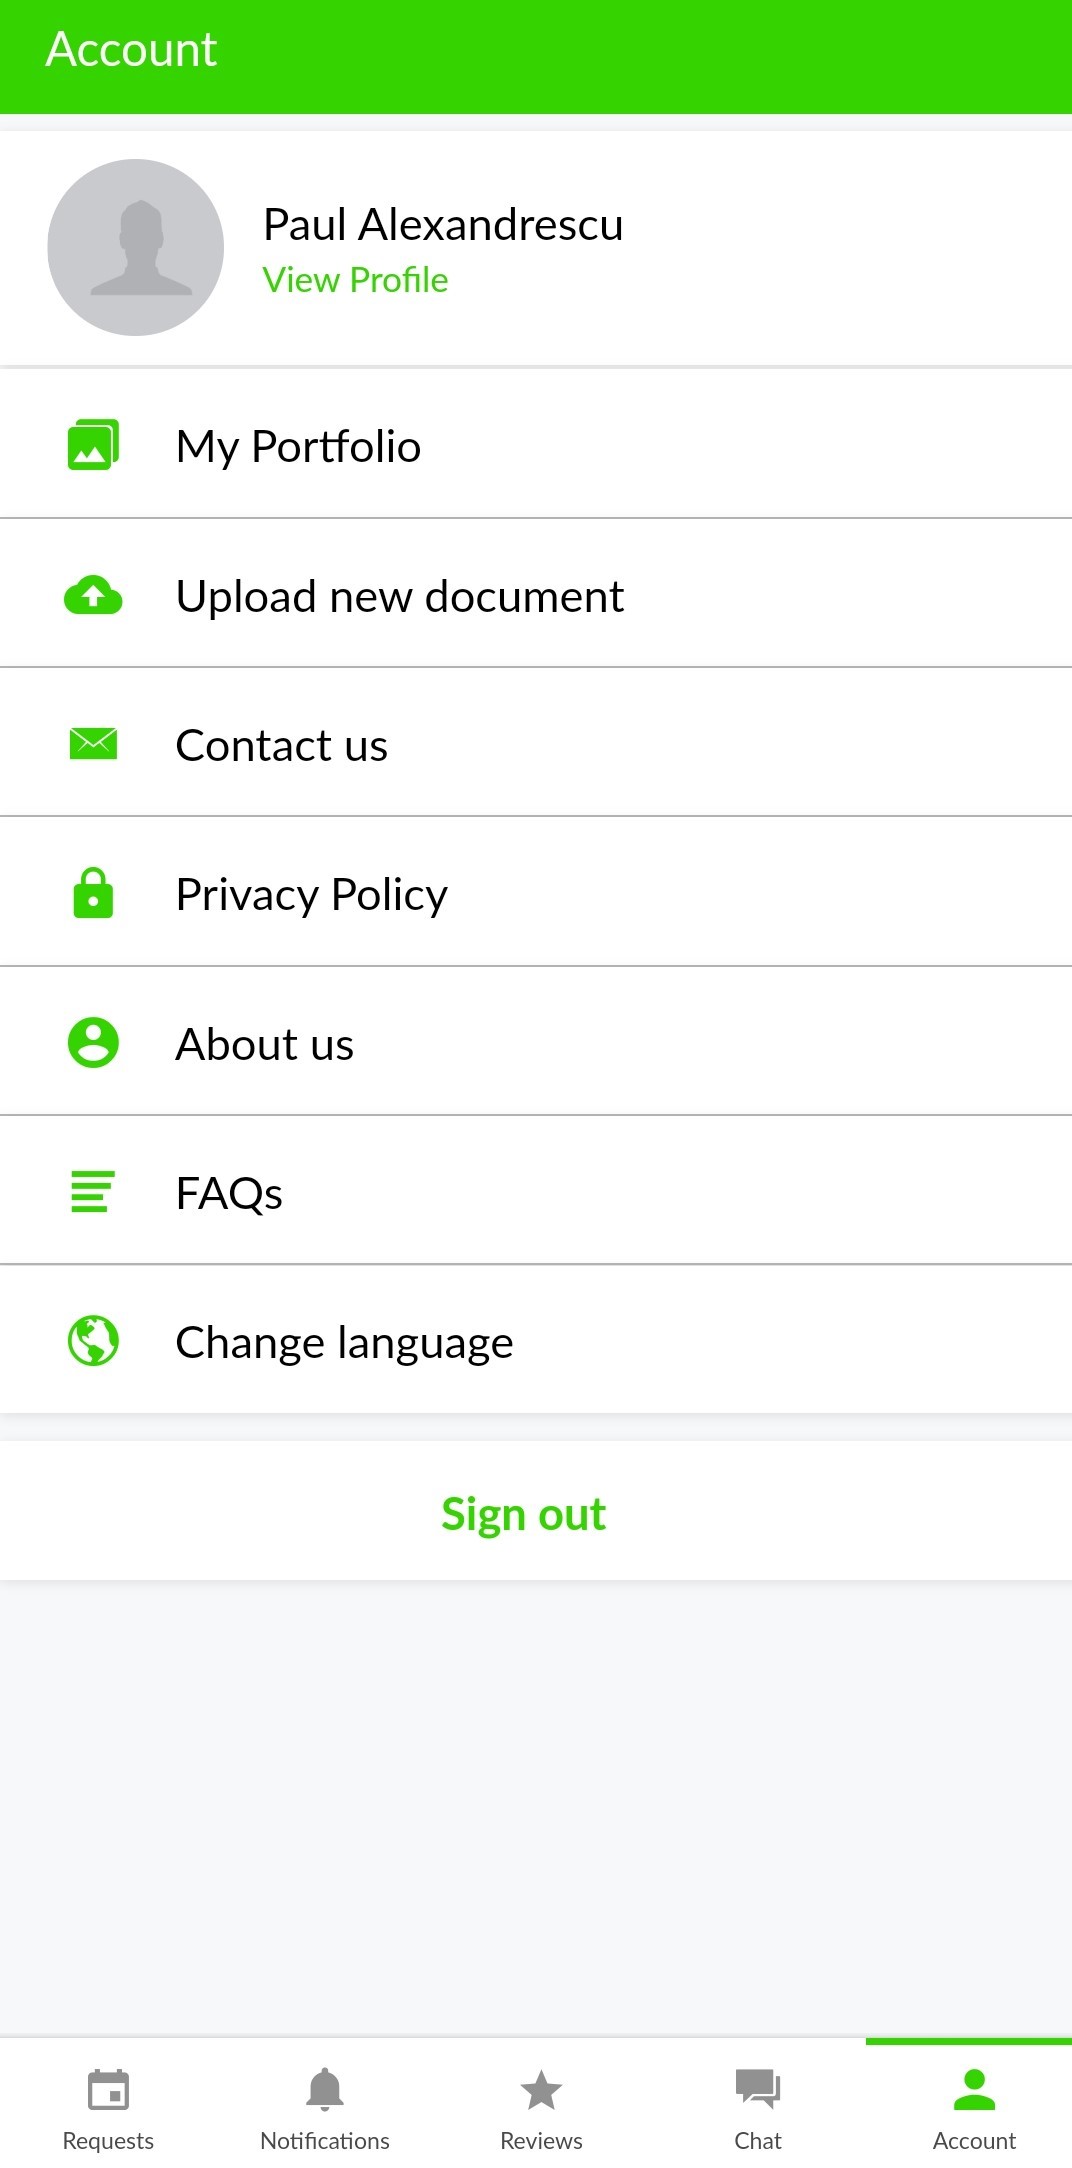 Account
Paul Alexandrescu
View Profile
My Portfolio
Upload new document
Contact us
Privacy Policy
About us
FAQs
Change language
Sign out
Requests
Notifications
Reviews
Chat
Account